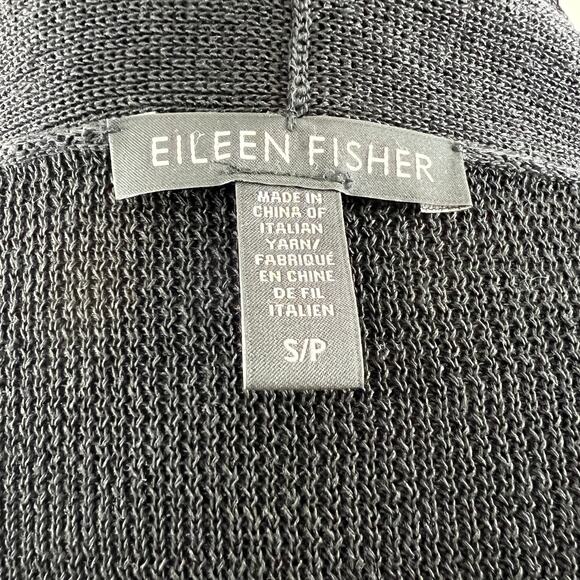 EILEEN FISHER
MADE IN
CHINA OF
ITALIAN
YARN/
FABRIQUÉ
EN CHINE
DE FIL
ITALIEN
S/P